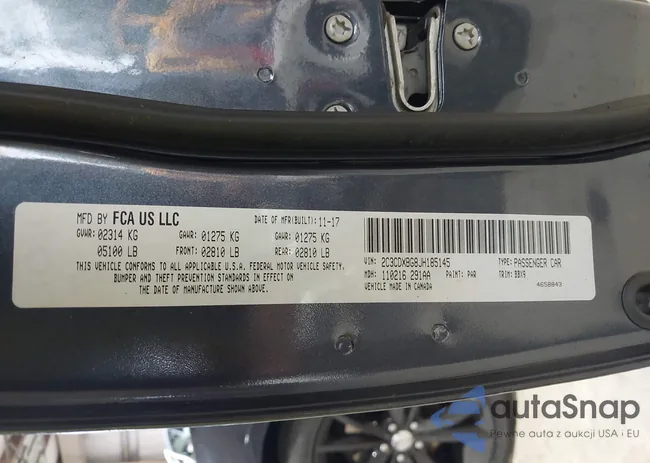 MFD BY FCA US LLC
DATE OF MFR(BUILT): 11-17
GVWR: 02314 KG
GAWR: 01275 KG
GAWR: 01275 KG
05100 LB
FRONT: 02810 LB
REAR: 02810 LB
THIS VEHICLE CONFORMS TO ALL APPLICABLE U.S.A. FEDERAL MOTOR VEHICLE SAFETY,
BUMPER AND THEFT PREVENTION STANDARDS IN EFFECT ON
THE DATE OF MANUFACTURE SHOWN ABOVE.
VIN: 2C3CDXBG8JH185145
TYPE: PASSENGER CAR
MDH: 110216 291AA
PAINT: PAR
TRIM: BBX9
VEHICLE MADE IN CANADA
4658843
autaSnap
Pewne auta z aukcji USA i EU